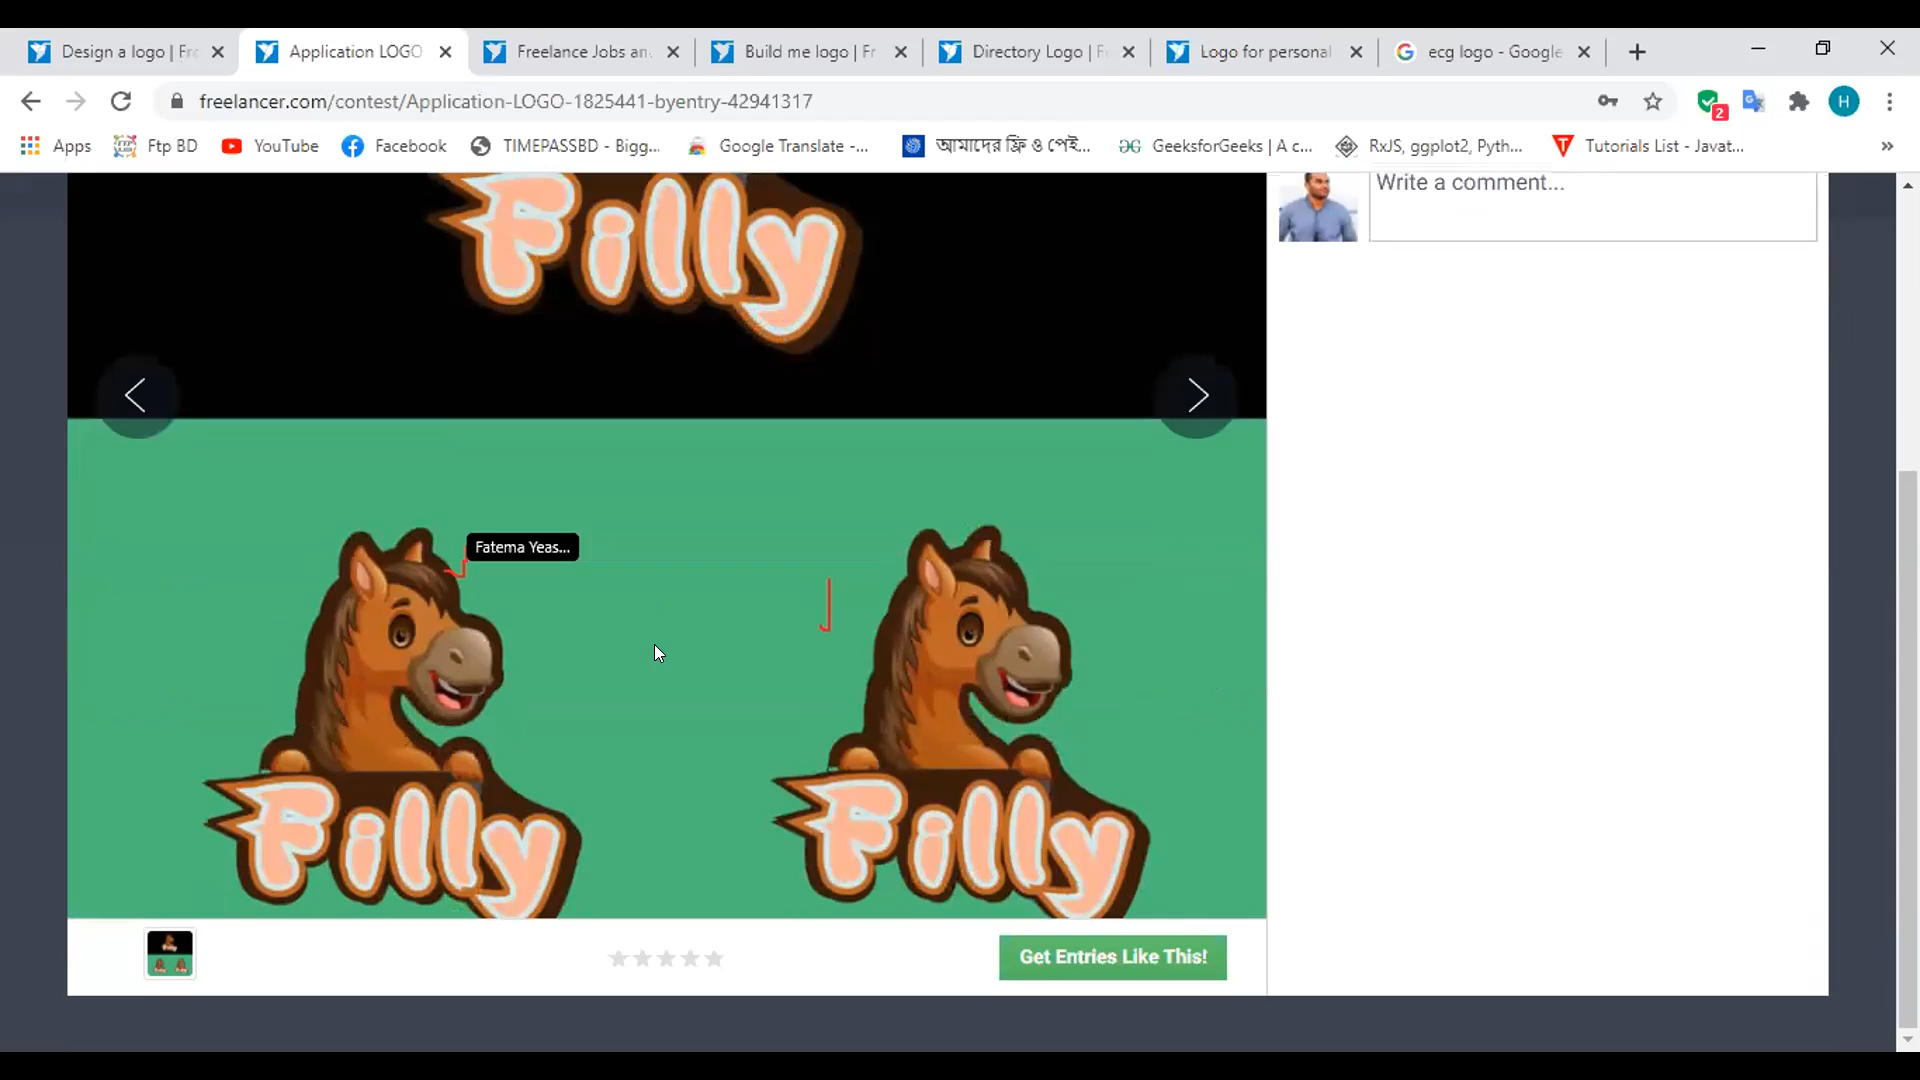 Design a logo | Fre
Application LOGO
Freelance Jobs an
Build me logo | Fr
Directory Logo | F
Logo for personal
ecg logo - Google
freelancer.com/contest/Application-LOGO-1825441-byentry-42941317
2
H
Apps
Ftp BD
YouTube
Facebook
TIMEPASSBD - Bigg...
Google Translate -...
আমাদের ফ্রি ও পেই...
GeeksforGeeks | A c...
RxJS, ggplot2, Pyth...
Tutorials List - Javat...
»
Write a comment...
Filly
Fatema Yeas...
Filly
Filly
Get Entries Like This!